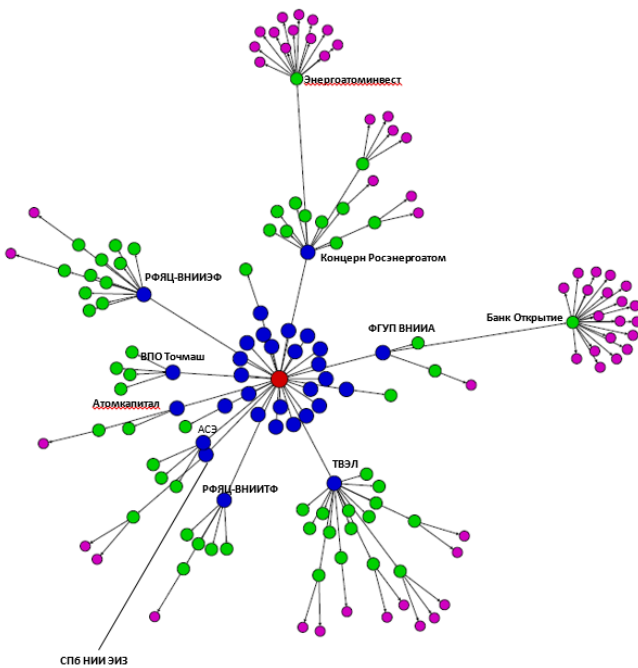 Энергоатоминвест
Концерн Росэнергоатом
РФЯЦ-ВНИИЭФ
Банк Открытие
ФГУП ВНИИА
ВПО Точмаш
Атомкапитал
АСЭ
ТВЭЛ
РФЯЦ-ВНИИТФ
СПб НИИ ЭИЗ